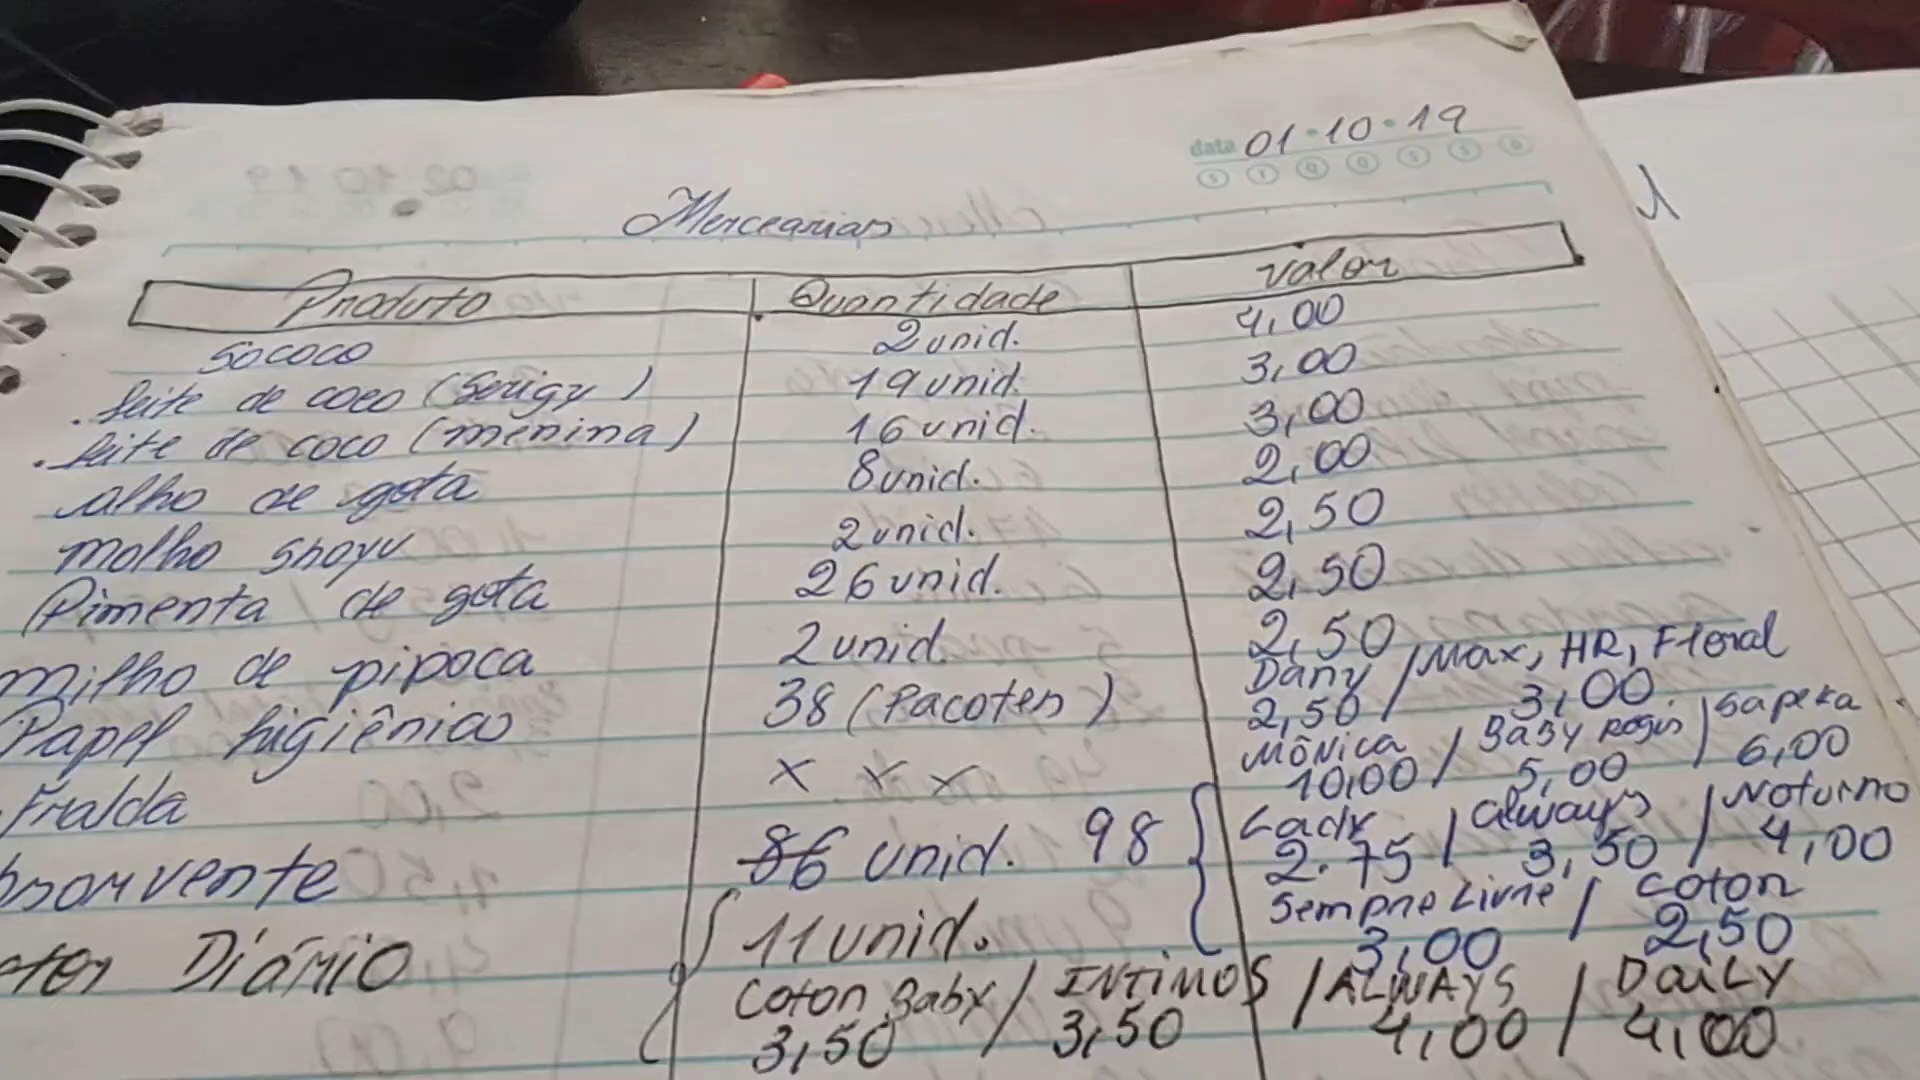 data 01.10.19
S T Q Q S S D
Mercearias
Produto Quantidade Valor
Sococo 2 unid. 4,00
. leite de coco (Serigy) 19 unid. 3,00
. leite de coco (menina) 16 unid. 3,00
alho de gota 8 unid. 2,00
molho shoyu 2 unid. 2,50
Pimenta de gota 26 unid. 2,50
milho de pipoca 2 unid. 2,50
Papel higiênico 38 (Pacotes) Dany / Max, HR, Floral
2,50 / 3,00
Fralda x x x Mônica / Baby Roger / Sapeka
10,00 / 5,00 6,00
bsorvente 86 unid. 98 Lady / Always / Noturno
2.75 / 3,50 / 4,00
Sempre Livre / Coton
3,00 2,50
Diário 11 unid.
Coton Baby / INTIMOS / ALWAYS / DAILY
3,50 / 3,50 4,00 / 4,00